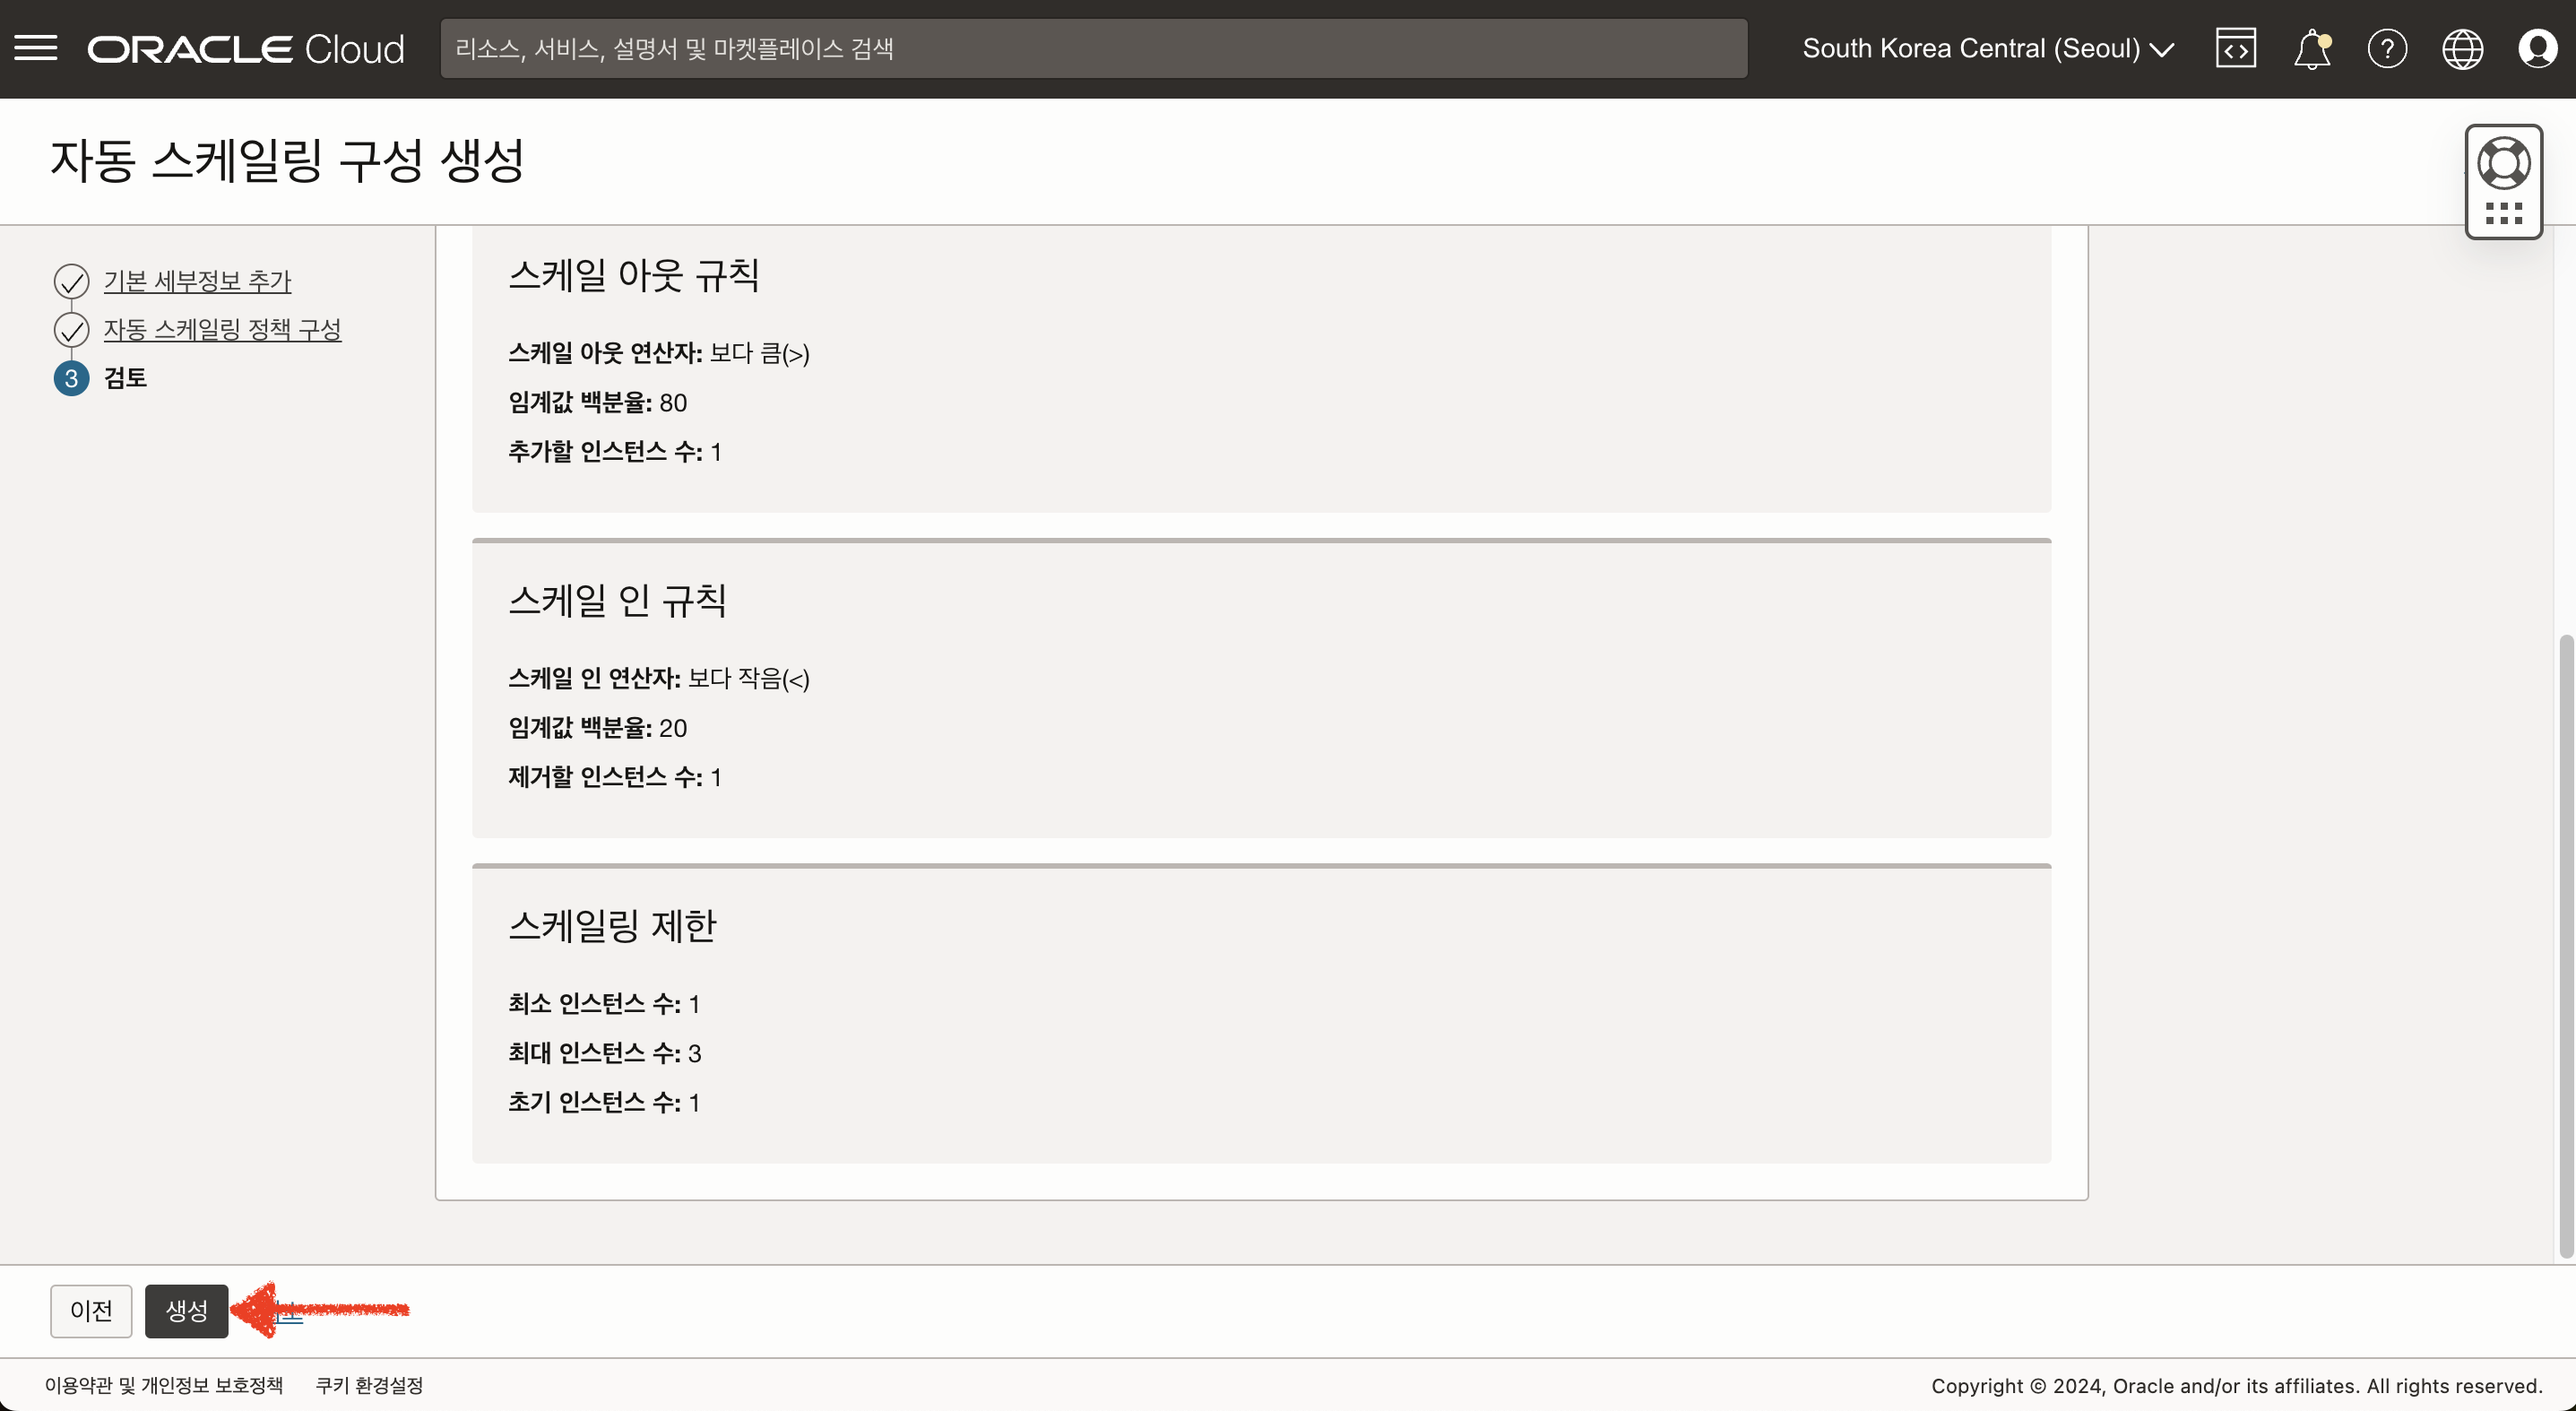 ORACLE Cloud
리소스, 서비스, 설명서 및 마켓플레이스 검색
South Korea Central (Seoul)
자동 스케일링 구성 생성
기본 세부정보 추가
자동 스케일링 정책 구성
3 검토
스케일 아웃 규칙
스케일 아웃 연산자: 보다 큼(>)
임계값 백분율: 80
추가할 인스턴스 수: 1
스케일 인 규칙
스케일 인 연산자: 보다 작음(<)
임계값 백분율: 20
제거할 인스턴스 수: 1
스케일링 제한
최소 인스턴스 수: 1
최대 인스턴스 수: 3
초기 인스턴스 수: 1
이전
생성
이용약관 및 개인정보 보호정책
쿠키 환경설정
Copyright © 2024, Oracle and/or its affiliates. All rights reserved.